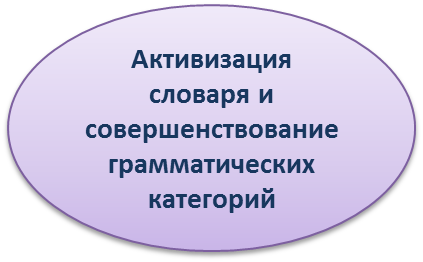 Активизация
словаря и
совершенствование
грамматических
категорий